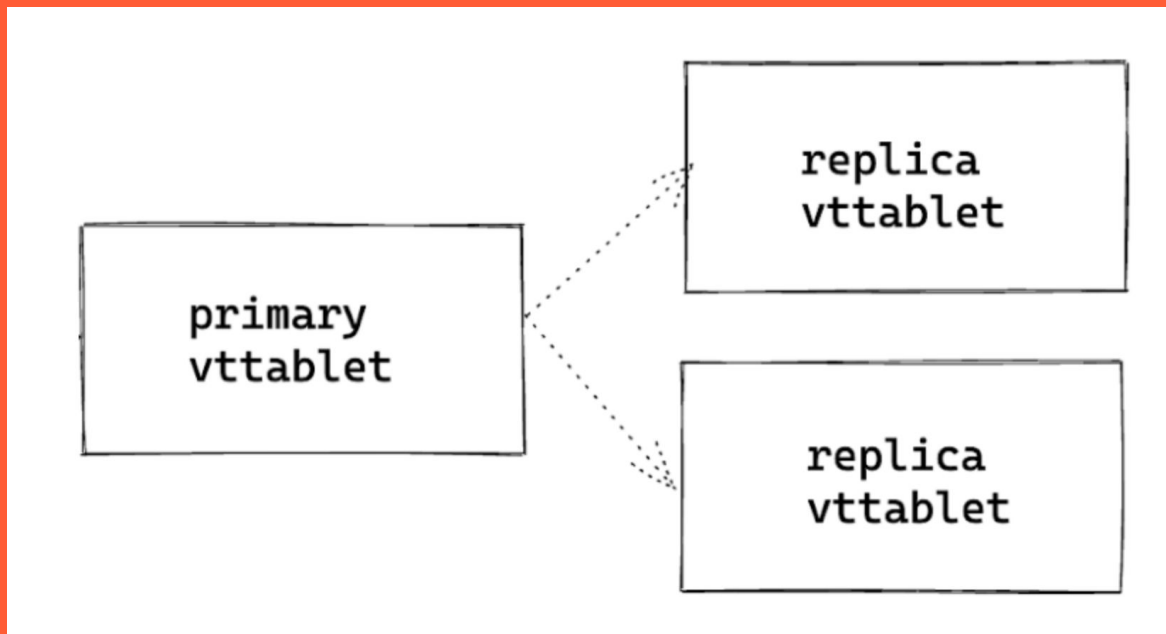 primary
vttablet
replica
vttablet
replica
vttablet